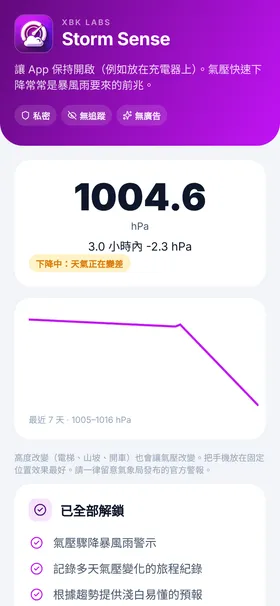 XBK LABS
Storm Sense
讓 App 保持開啟（例如放在充電器上）。氣壓快速下
降常常是暴風雨要來的前兆。
私密
無追蹤
無廣告
1004.6
hPa
3.0 小時內 -2.3 hPa
下降中：天氣正在變差
最近 7 天 · 1005–1016 hPa
高度改變（電梯、山坡、開車）也會讓氣壓改變。把手機放在固定
位置效果最好。請一律留意氣象局發布的官方警報。
已全部解鎖
氣壓驟降暴風雨警示
記錄多天氣壓變化的旅程紀錄
根據趨勢提供淺白易懂的預報